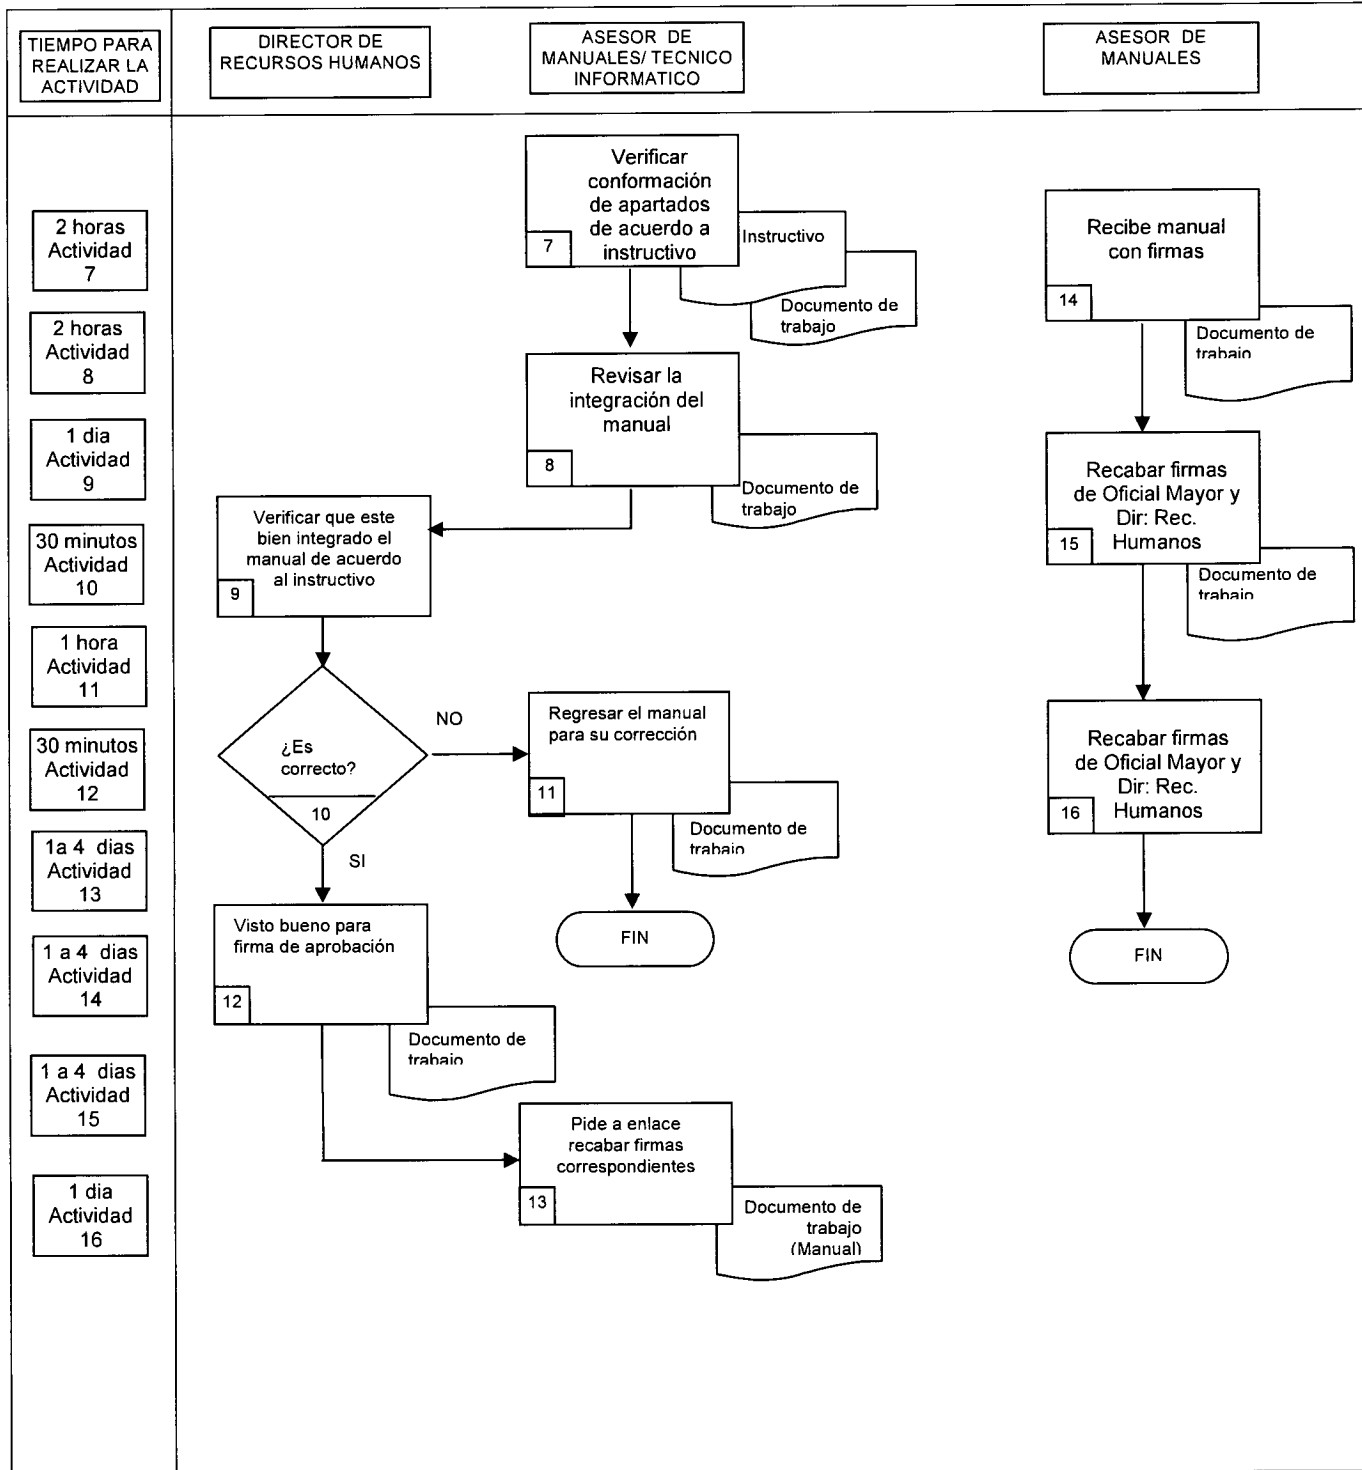 TIEMPO PARA
REALIZAR LA
ACTIVIDAD
DIRECTOR DE
RECURSOS HUMANOS
ASESOR DE
MANUALES/ TECNICO
INFORMATICO
ASESOR DE
MANUALES
2 horas
Actividad
7
2 horas
Actividad
8
1 dia
Actividad
9
30 minutos
Actividad
10
1 hora
Actividad
11
30 minutos
Actividad
12
1a 4 dias
Actividad
13
1 a 4 dias
Actividad
14
1 a 4 dias
Actividad
15
1 dia
Actividad
16
Verificar
conformación
de apartados
de acuerdo a
instructivo
7
Instructivo
Documento de
trabajo
Revisar la
integración del
manual
8
Documento de
trabajo
Verificar que este
bien integrado el
manual de acuerdo
al instructivo
9
¿Es
correcto?
10
NO
SI
Regresar el manual
para su corrección
11
Documento de
trabajo
FIN
Visto bueno para
firma de aprobación
12
Documento de
trabajo
Pide a enlace
recabar firmas
correspondientes
13
Documento de
trabajo
(Manual)
Recibe manual
con firmas
14
Documento de
trabajo
Recabar firmas
de Oficial Mayor y
Dir: Rec.
Humanos
15
Documento de
trabajo
Recabar firmas
de Oficial Mayor y
Dir: Rec.
Humanos
16
FIN